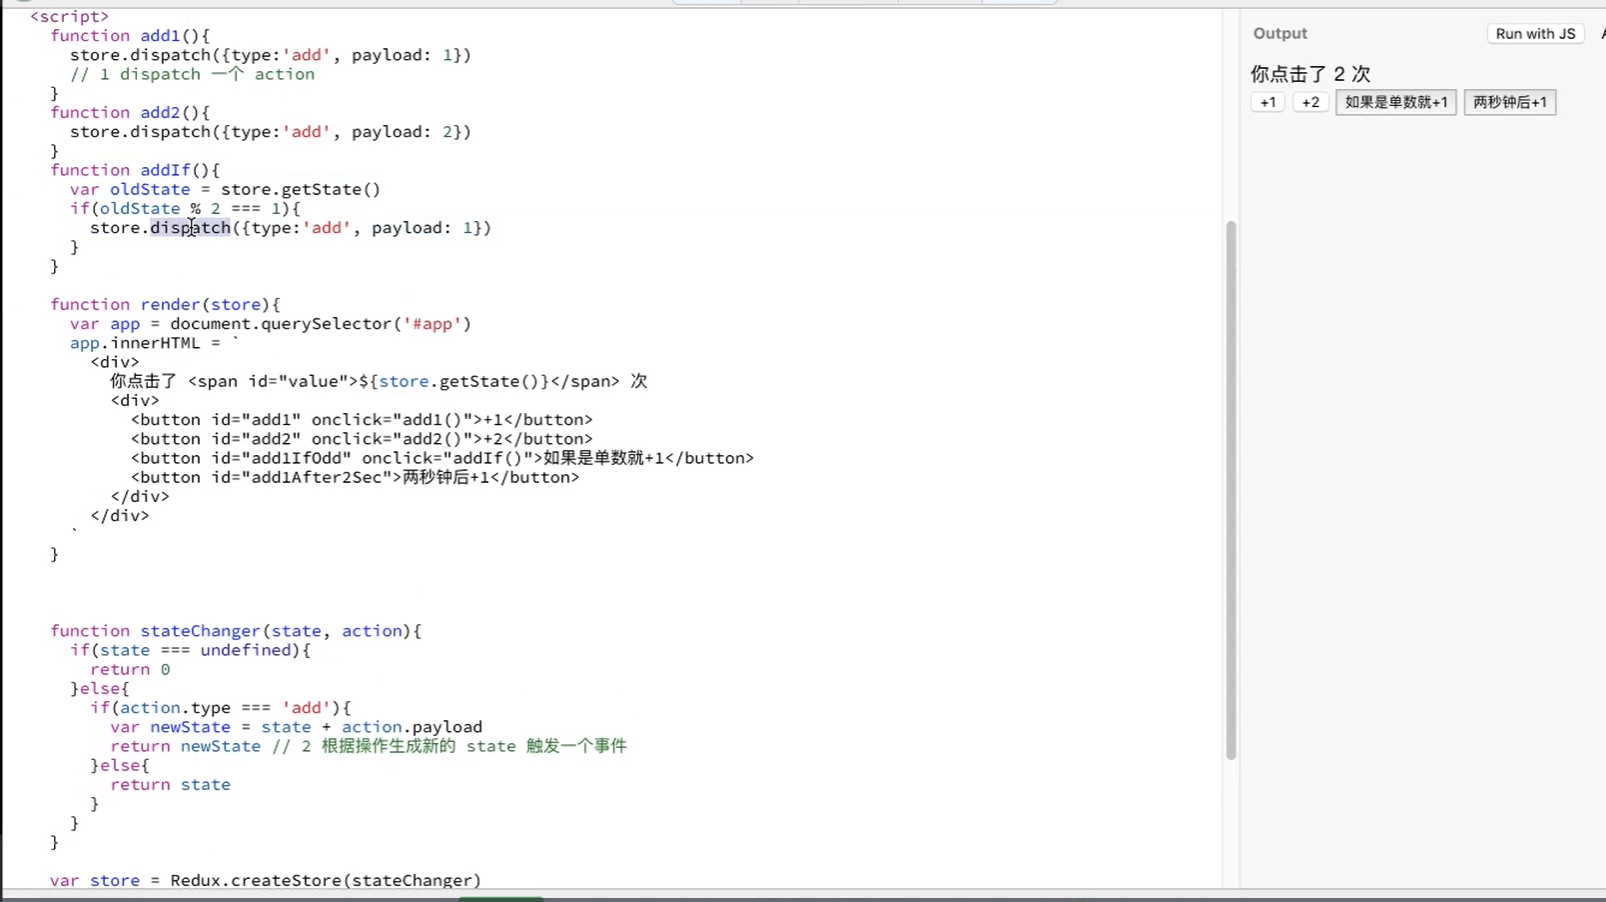 <script>
function add1(){
store.dispatch({type:'add', payload: 1})
// 1 dispatch 一个 action
}
function add2(){
store.dispatch({type:'add', payload: 2})
}
function addIf(){
var oldState = store.getState()
if(oldState % 2 === 1){
store.dispatch({type:'add', payload: 1})
}
}
function render(store){
var app = document.querySelector('#app')
app.innerHTML = `
<div>
你点击了 <span id="value">${store.getState()}</span> 次
<div>
<button id="add1" onclick="add1()">+1</button>
<button id="add2" onclick="add2()">+2</button>
<button id="add1IfOdd" onclick="addIf()">如果是单数就+1</button>
<button id="add1After2Sec">两秒钟后+1</button>
</div>
</div>
`
}
function stateChanger(state, action){
if(state === undefined){
return 0
}else{
if(action.type === 'add'){
var newState = state + action.payload
return newState // 2 根据操作生成新的 state 触发一个事件
}else{
return state
}
}
}
var store = Redux.createStore(stateChanger)
Output
Run with JS
你点击了 2 次
+1 +2 如果是单数就+1 两秒钟后+1